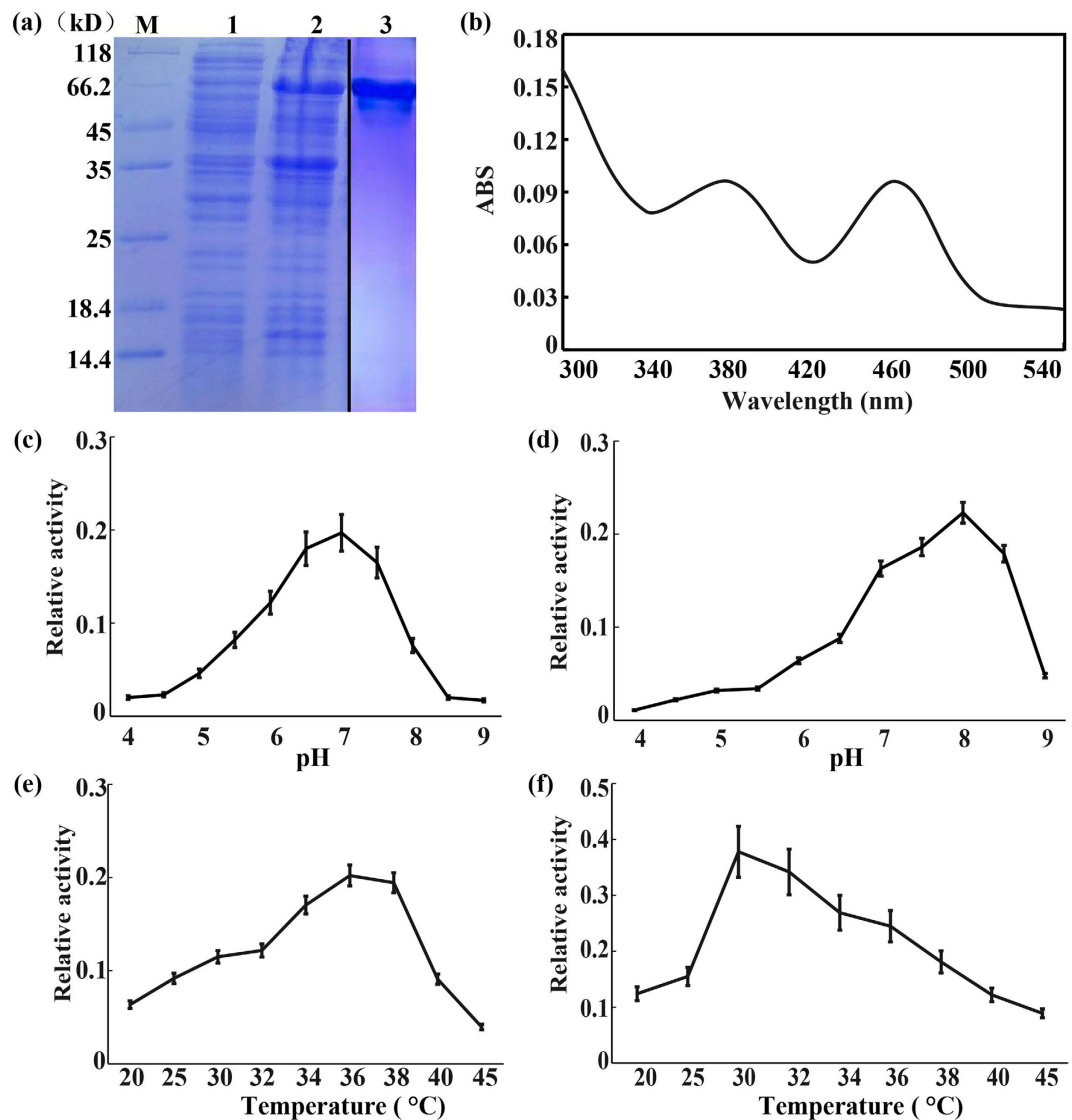 (a) (kD) M 1 2 3
118
66.2
45
35
25
18.4
14.4
(b)
ABS
0.18
0.15
0.12
0.09
0.06
0.03
0
300 340 380 420 460 500 540
Wavelength (nm)
(c)
Relative activity
0.3
0.2
0.1
0
4 5 6 7 8 9
pH
(d)
Relative activity
0.3
0.2
0.1
0
4 5 6 7 8 9
pH
(e)
Relative activity
0.3
0.2
0.1
0
20 25 30 32 34 36 38 40 45
Temperature ( °C)
(f)
Relative activity
0.5
0.4
0.3
0.2
0.1
0
20 25 30 32 34 36 38 40 45
Temperature ( °C)